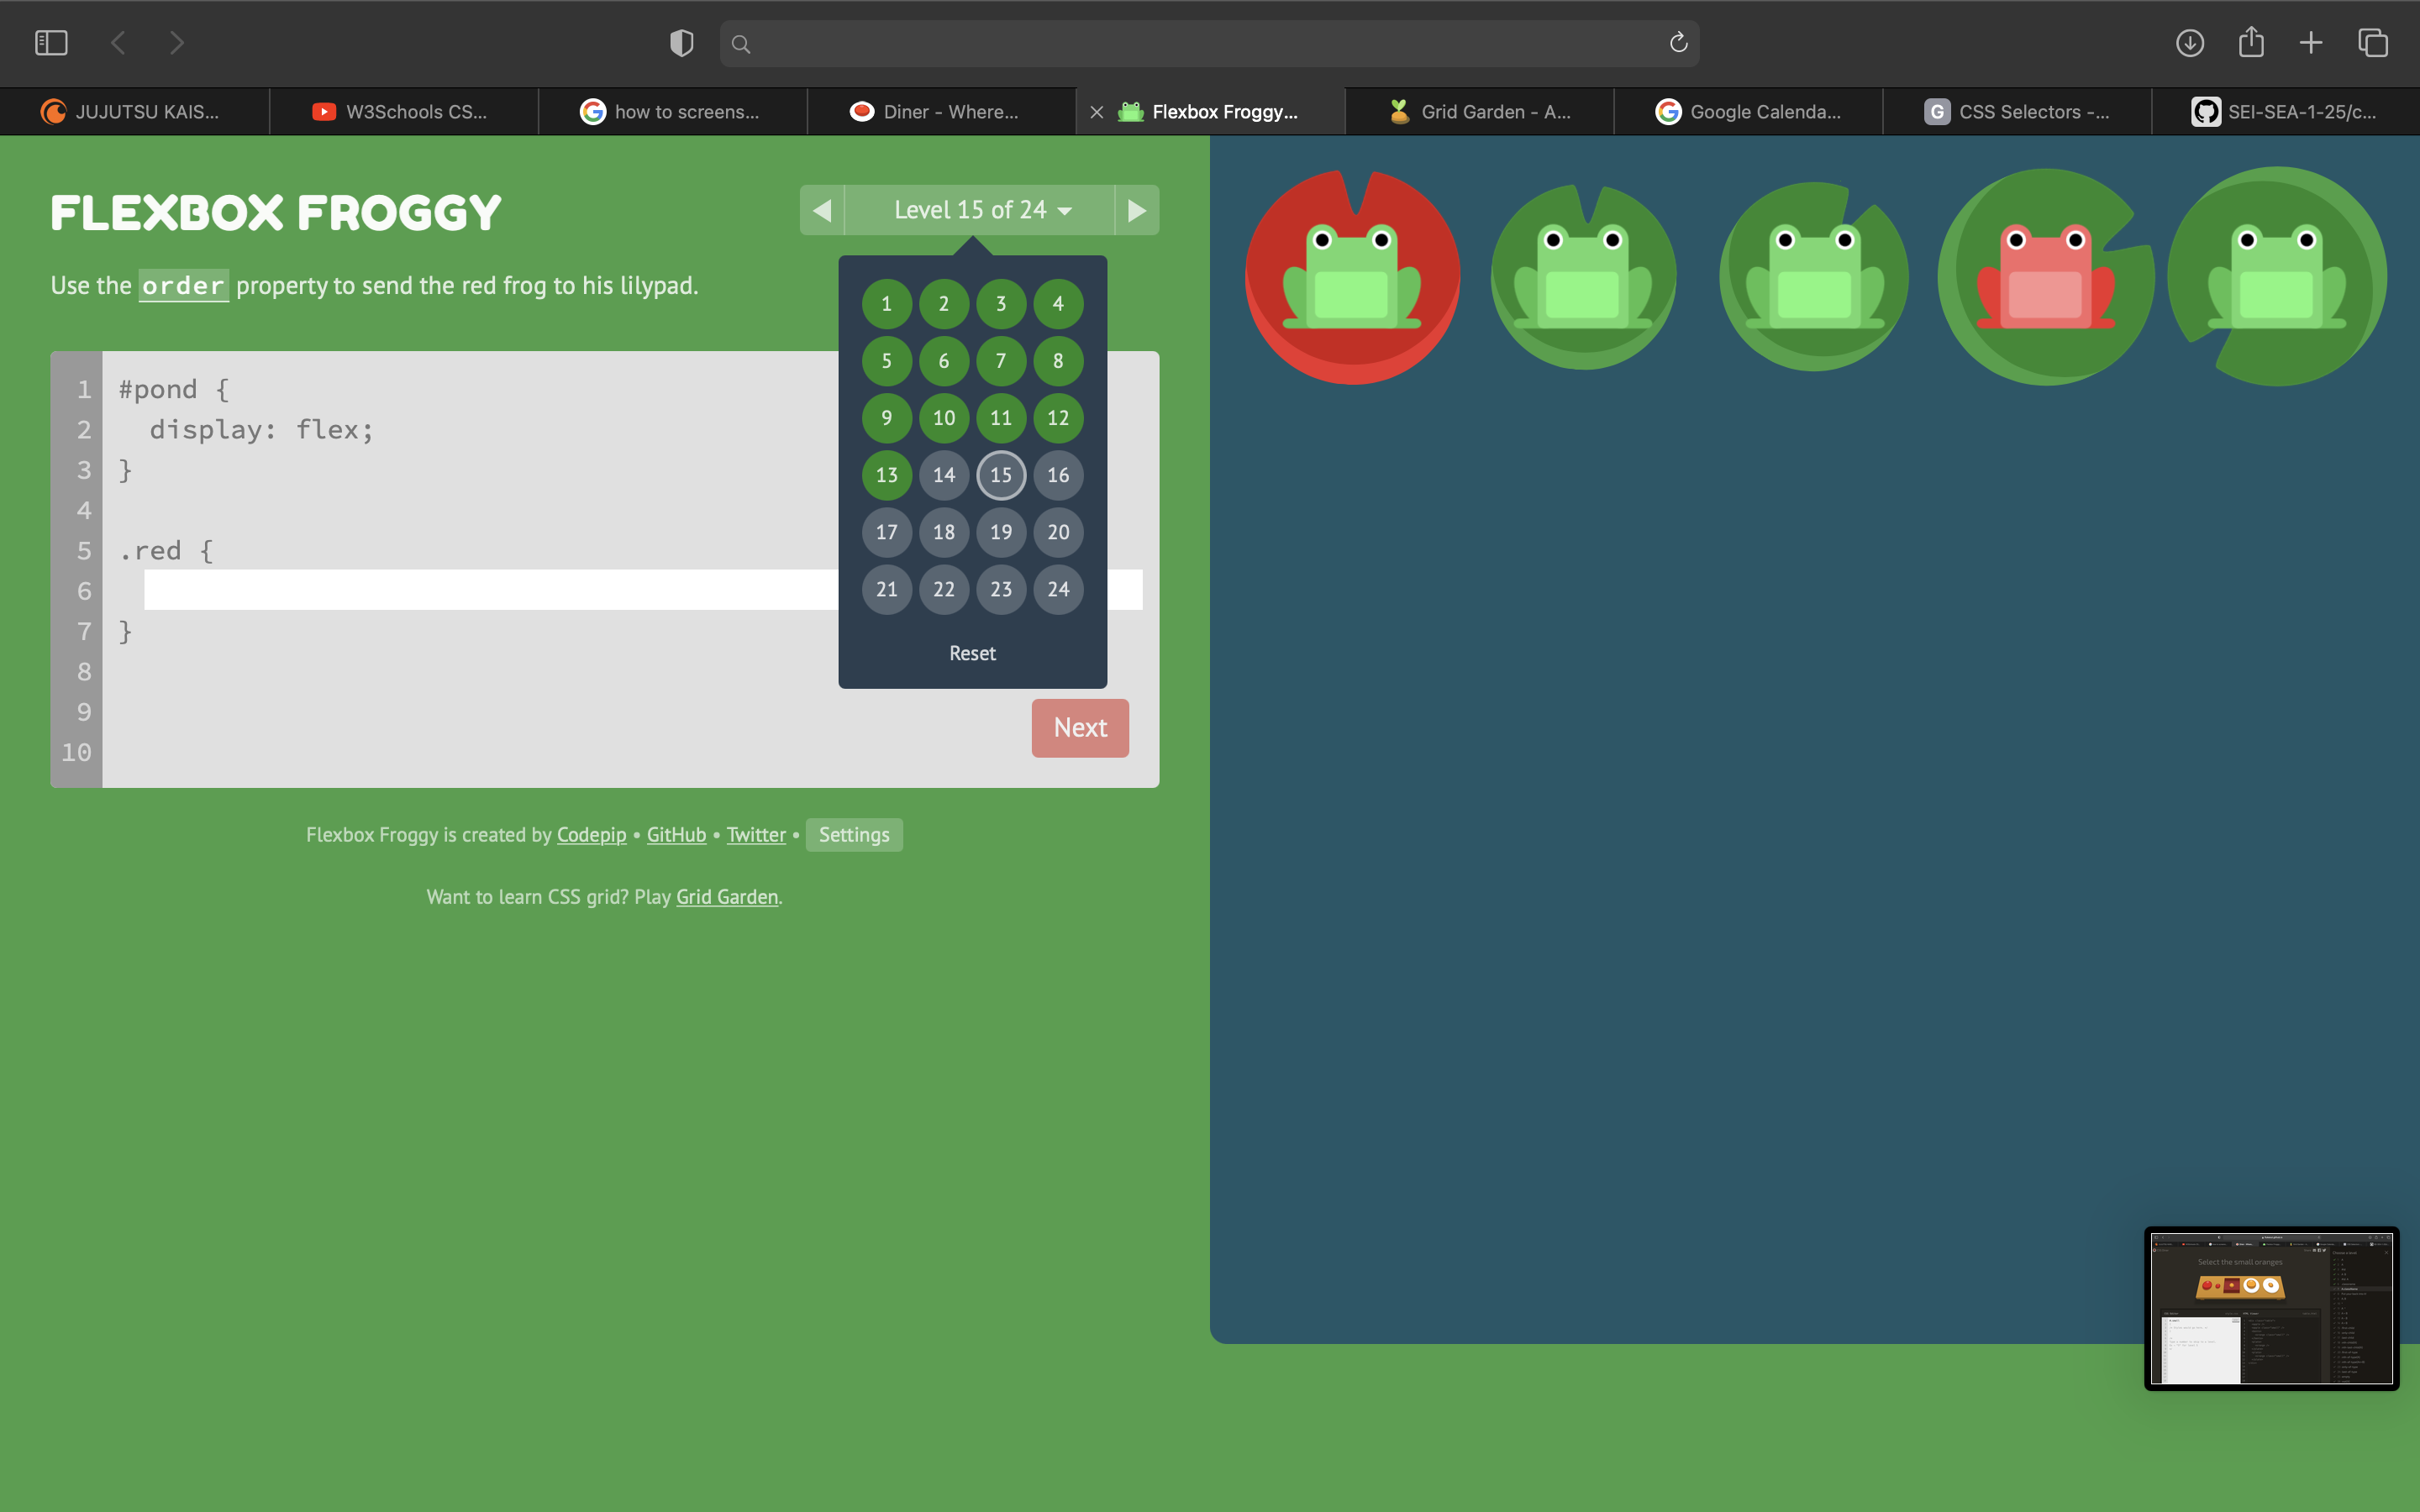 JUJUTSU KAIS...
W3Schools CS...
how to screens...
Diner - Where...
Flexbox Froggy...
Grid Garden - A...
Google Calenda...
G CSS Selectors -...
SEI-SEA-1-25/c...
FLEXBOX FROGGY
Level 15 of 24
Use the order property to send the red frog to his lilypad.
1 2 3 4
5 6 7 8
9 10 11 12
13 14 15 16
17 18 19 20
21 22 23 24
Reset
1 #pond {
2 display: flex;
3 }
4
5 .red {
6
7 }
8
9
10
Next
Flexbox Froggy is created by Codepip • GitHub • Twitter • Settings
Want to learn CSS grid? Play Grid Garden.
Select the small oranges